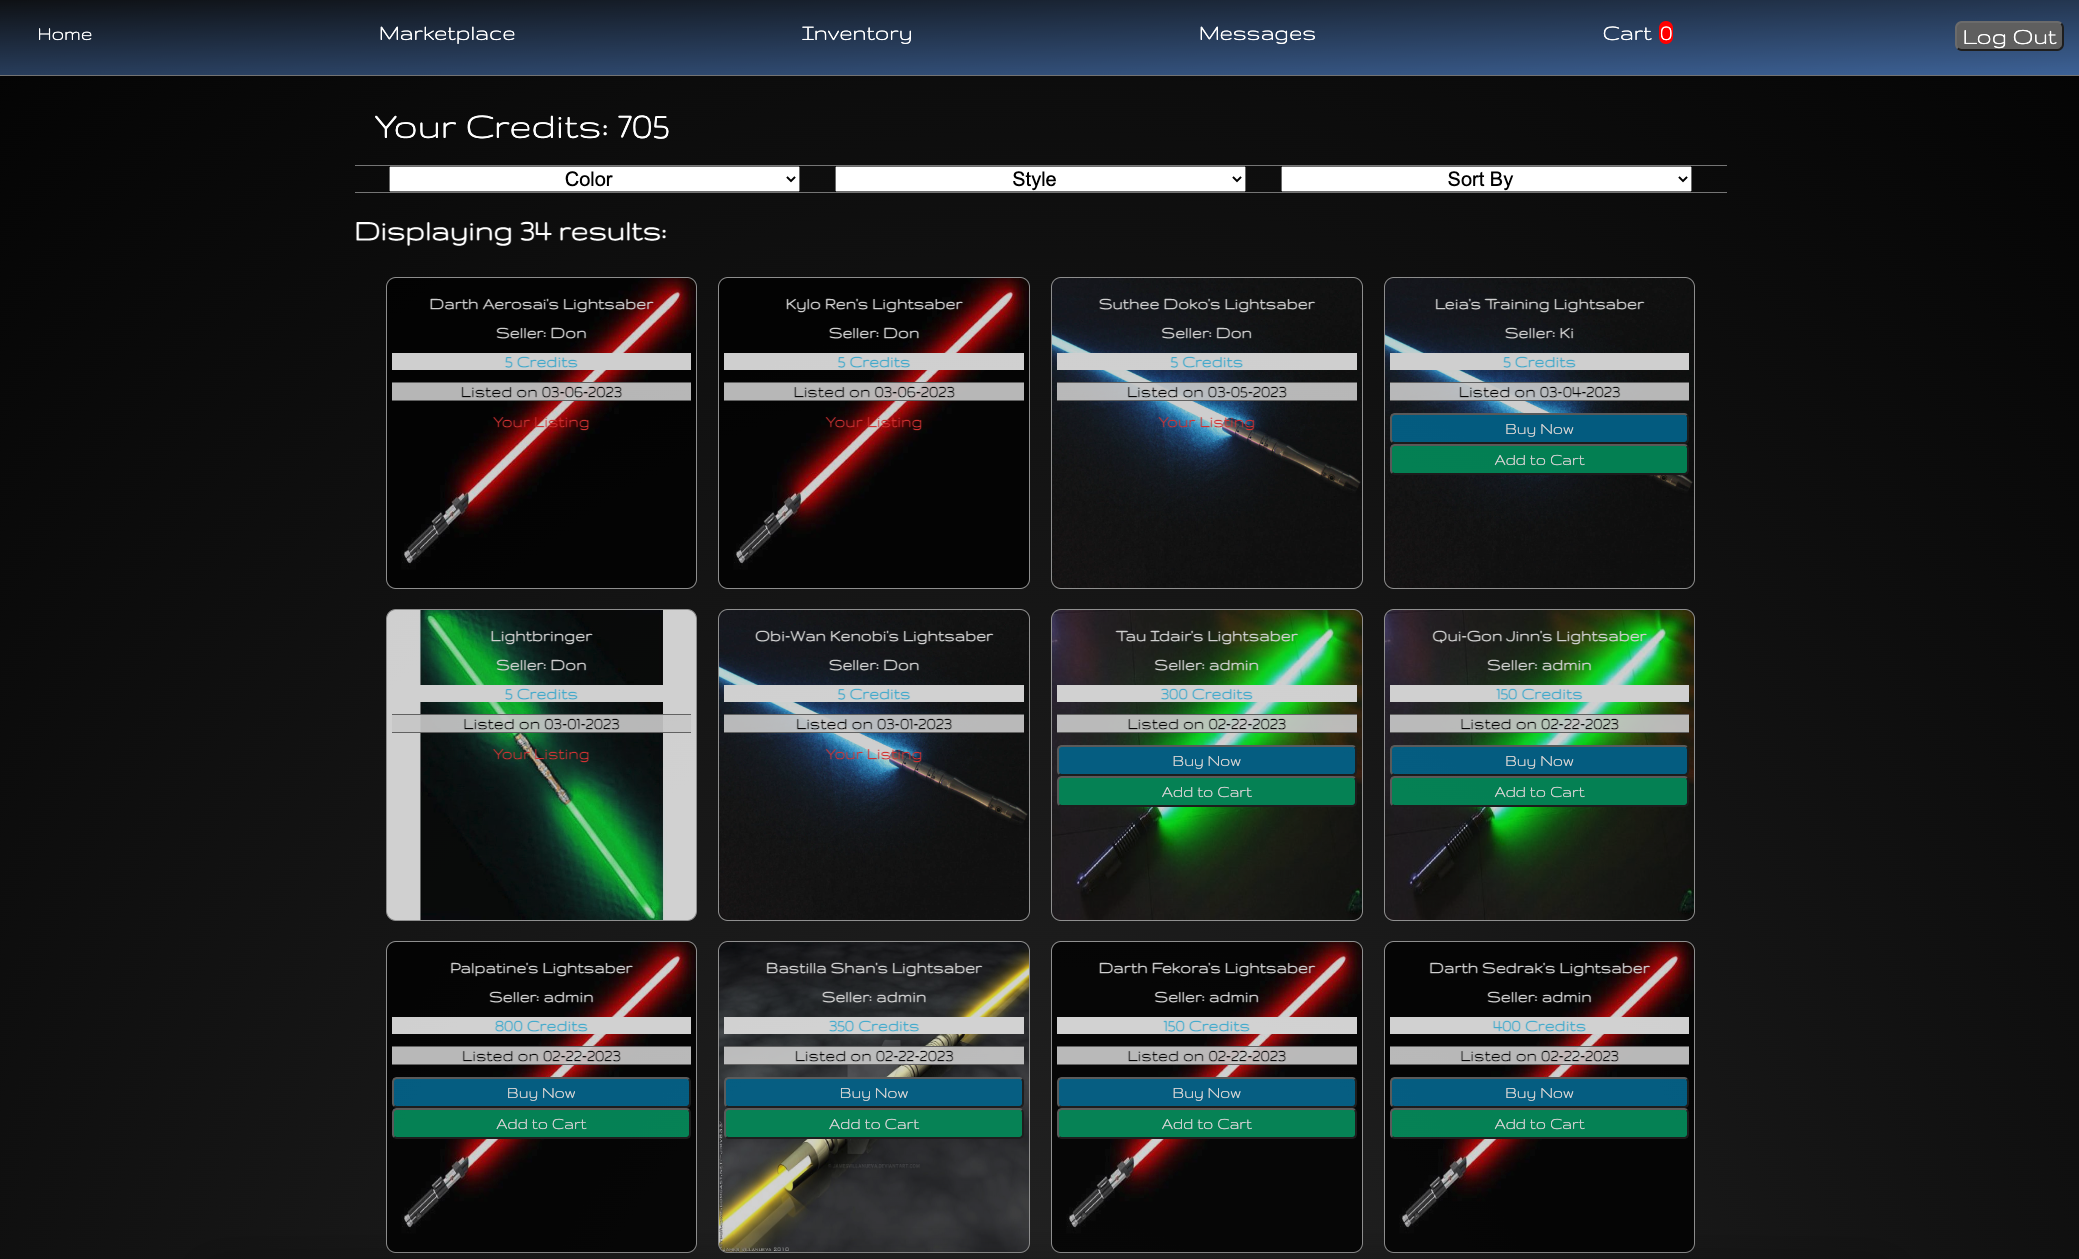 Home Marketplace Inventory Messages Cart 0 Log Out
Your Credits: 705
Color Style Sort By
Displaying 34 results:
Darth Aerosai's Lightsaber
Seller: Don
5 Credits
Listed on 03-06-2023
Your Listing
Kylo Ren's Lightsaber
Seller: Don
5 Credits
Listed on 03-06-2023
Your Listing
Suthee Doko's Lightsaber
Seller: Don
5 Credits
Listed on 03-05-2023
Your Listing
Leia's Training Lightsaber
Seller: Ki
5 Credits
Listed on 03-04-2023
Buy Now
Add to Cart
Lightbringer
Seller: Don
5 Credits
Listed on 03-01-2023
Your Listing
Obi-Wan Kenobi's Lightsaber
Seller: Don
5 Credits
Listed on 03-01-2023
Your Listing
Tau Idair's Lightsaber
Seller: admin
300 Credits
Listed on 02-22-2023
Buy Now
Add to Cart
Qui-Gon Jinn's Lightsaber
Seller: admin
150 Credits
Listed on 02-22-2023
Buy Now
Add to Cart
Palpatine's Lightsaber
Seller: admin
800 Credits
Listed on 02-22-2023
Buy Now
Add to Cart
Bastilla Shan's Lightsaber
Seller: admin
350 Credits
Listed on 02-22-2023
Buy Now
Add to Cart
Darth Fekora's Lightsaber
Seller: admin
150 Credits
Listed on 02-22-2023
Buy Now
Add to Cart
Darth Sedrak's Lightsaber
Seller: admin
400 Credits
Listed on 02-22-2023
Buy Now
Add to Cart